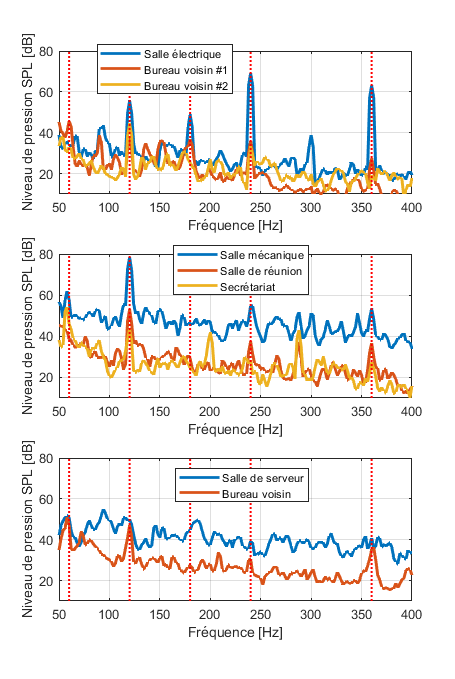 80
60
40
20
Niveau de pression SPL [dB]
Salle électrique
Bureau voisin #1
Bureau voisin #2
50 100 150 200 250 300 350 400
Fréquence [Hz]
80
60
40
20
Niveau de pression SPL [dB]
Salle mécanique
Salle de réunion
Secrétariat
50 100 150 200 250 300 350 400
Fréquence [Hz]
80
60
40
20
Niveau de pression SPL [dB]
Salle de serveur
Bureau voisin
50 100 150 200 250 300 350 400
Fréquence [Hz]